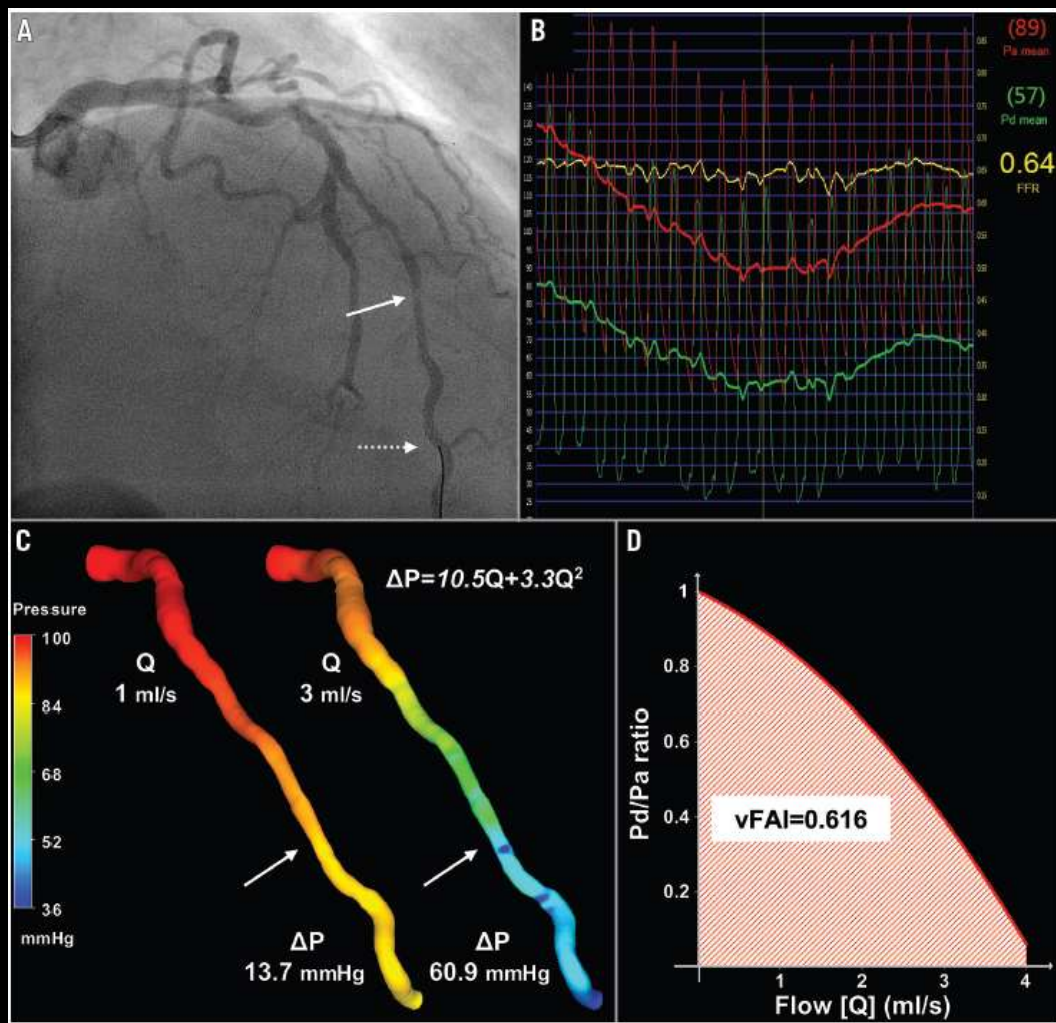 A
B
(89)
Pa mean
(57)
Pd mean
0.64
FFR
C
ΔP=10.5Q+3.3Q²
Pressure
100
84
68
52
36
mmHg
Q
1 ml/s
Q
3 ml/s
ΔP
13.7 mmHg
ΔP
60.9 mmHg
D
Pd/Pa ratio
1
0.8
0.6
0.4
0.2
vFAI=0.616
1
2
3
4
Flow [Q] (ml/s)